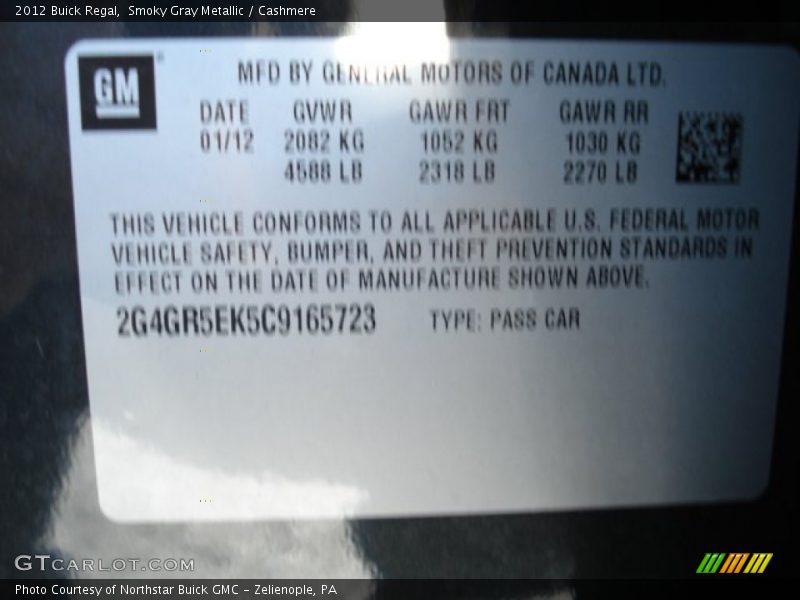 2012 Buick Regal,  Smoky Gray Metallic / Cashmere
GM
MFD BY GENERAL MOTORS OF CANADA LTD.
DATE GVWR GAWR FRT GAWR RR
01/12 2082 KG 1052 KG 1030 KG
4588 LB 2318 LB 2270 LB
THIS VEHICLE CONFORMS TO ALL APPLICABLE U.S. FEDERAL MOTOR
VEHICLE SAFETY, BUMPER, AND THEFT PREVENTION STANDARDS IN
EFFECT ON THE DATE OF MANUFACTURE SHOWN ABOVE.
2G4GR5EK5C9165723 TYPE: PASS CAR
GTCARLOT.COM
Photo Courtesy of Northstar Buick GMC - Zelienople, PA